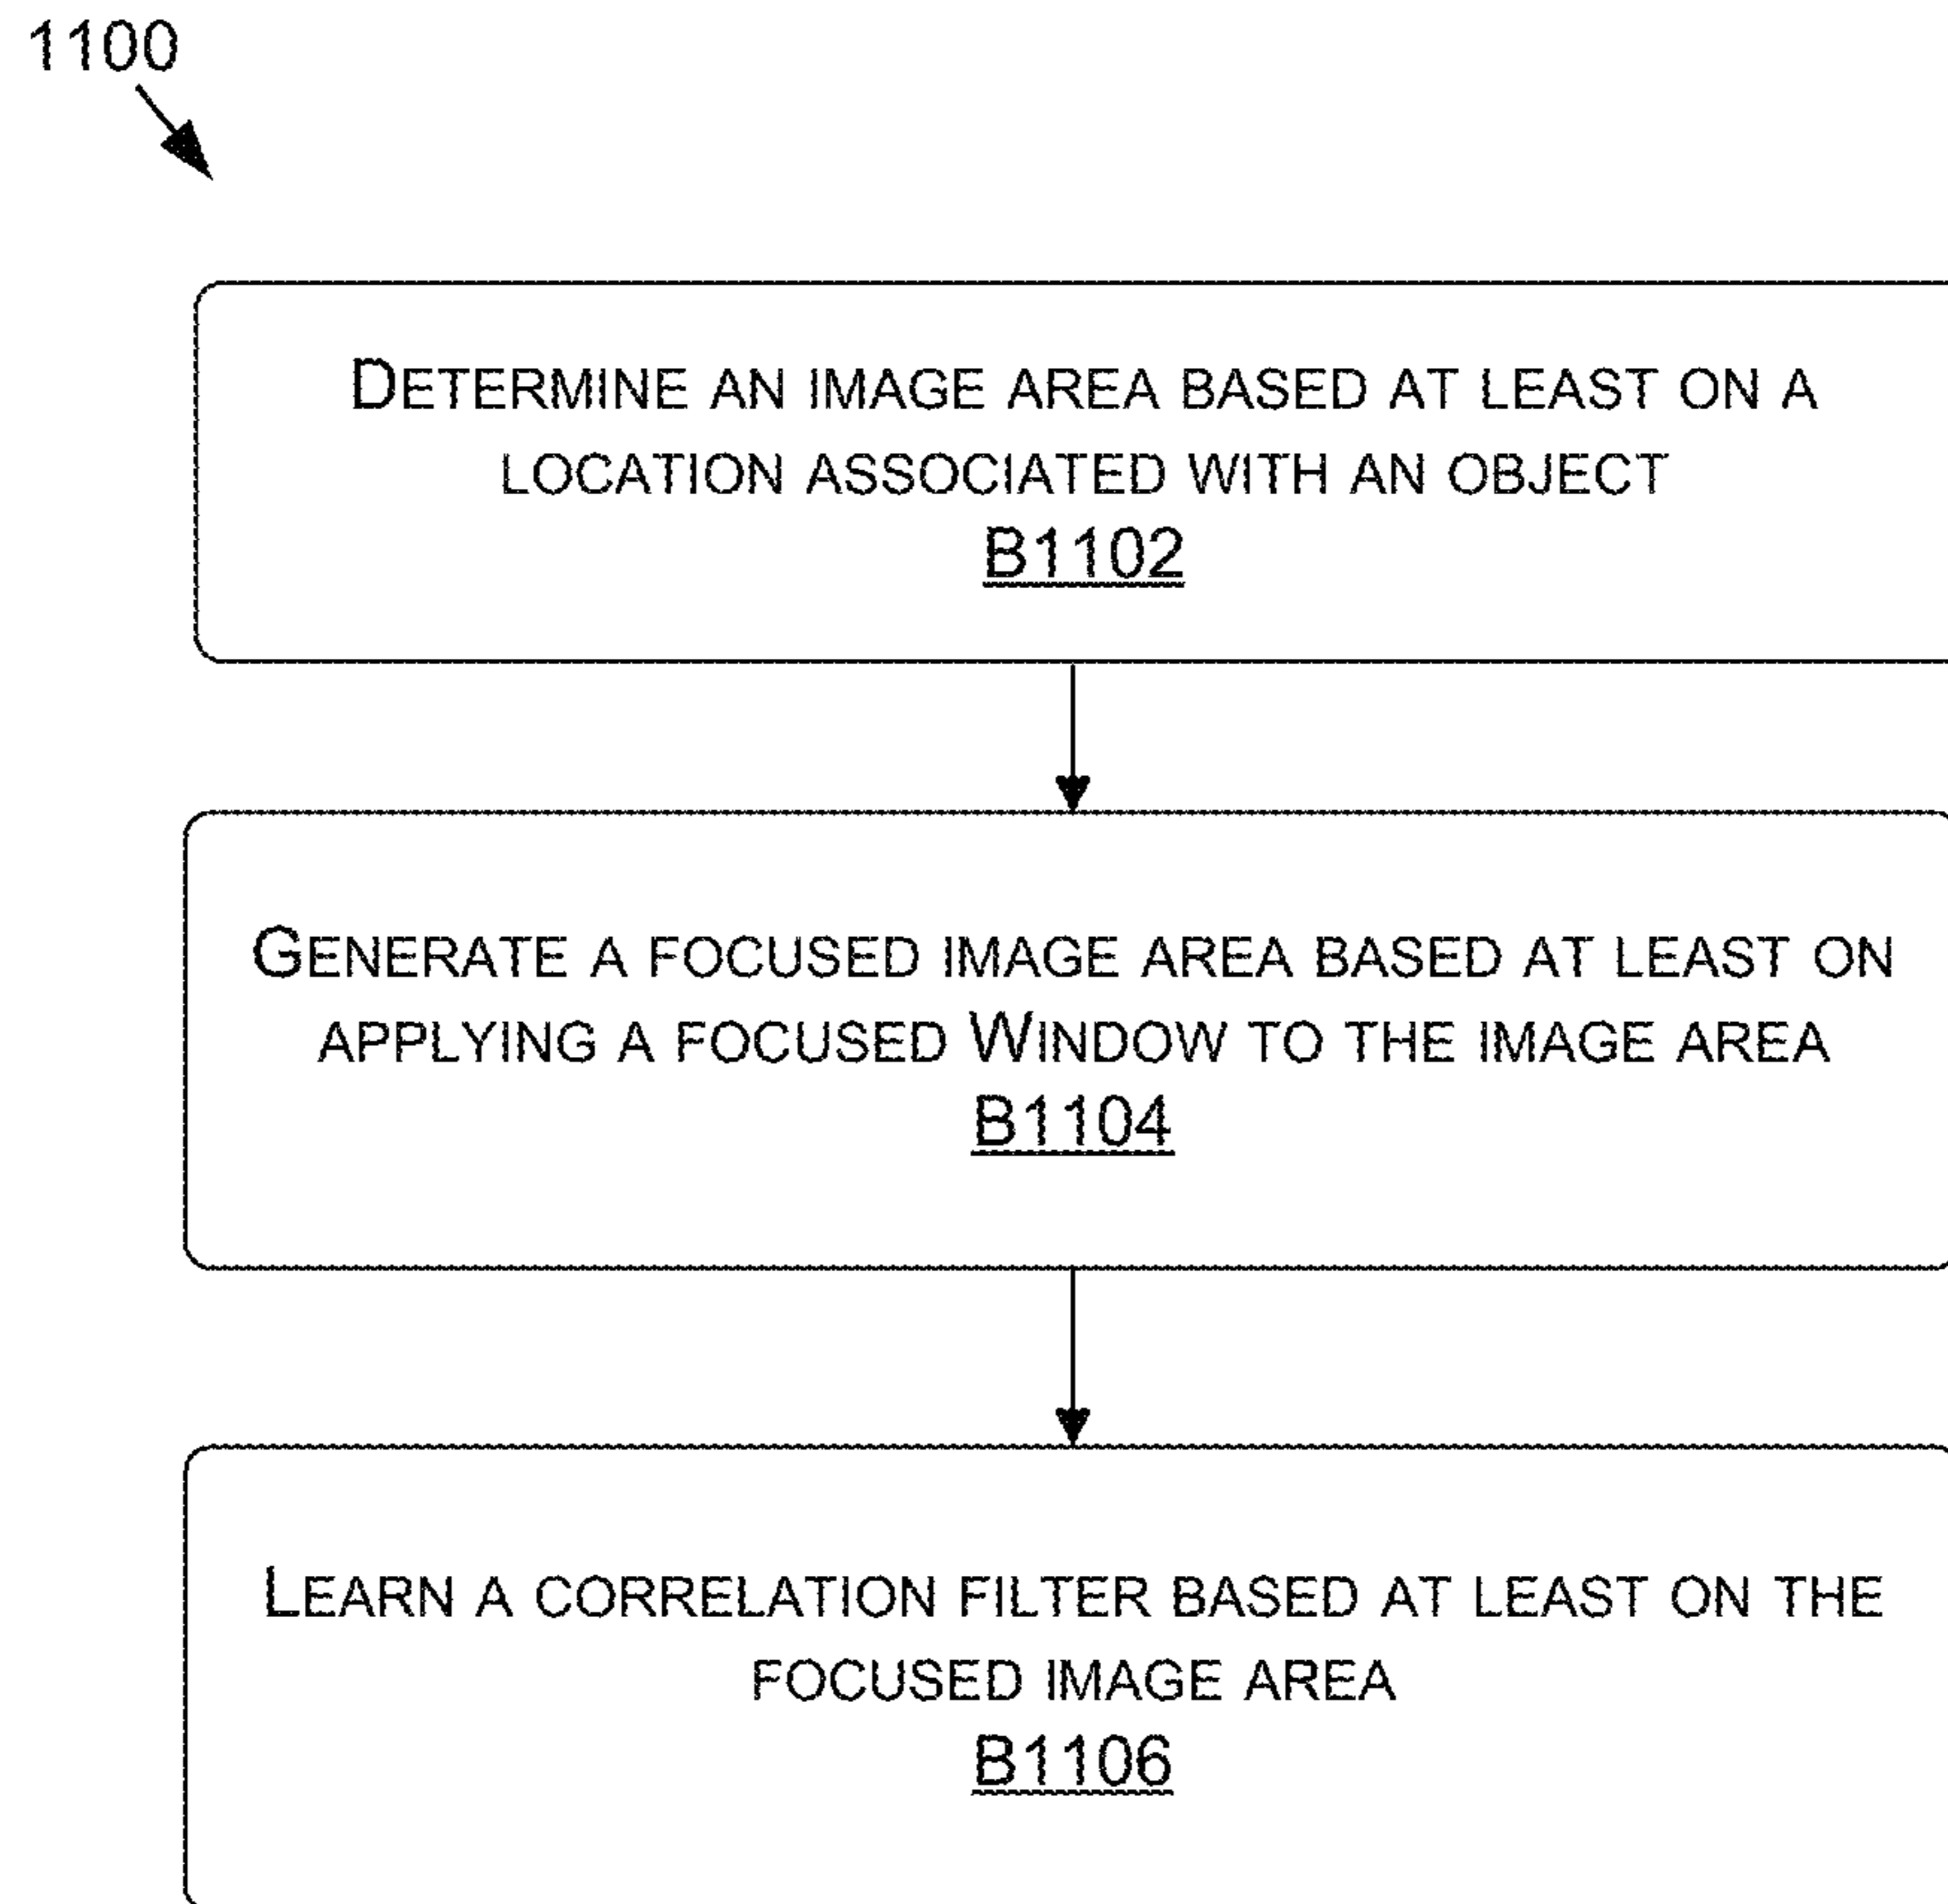 1100
DETERMINE AN IMAGE AREA BASED AT LEAST ON A
LOCATION ASSOCIATED WITH AN OBJECT
B1102
GENERATE A FOCUSED IMAGE AREA BASED AT LEAST ON
APPLYING A FOCUSED WINDOW TO THE IMAGE AREA
B1104
LEARN A CORRELATION FILTER BASED AT LEAST ON THE
FOCUSED IMAGE AREA
B1106